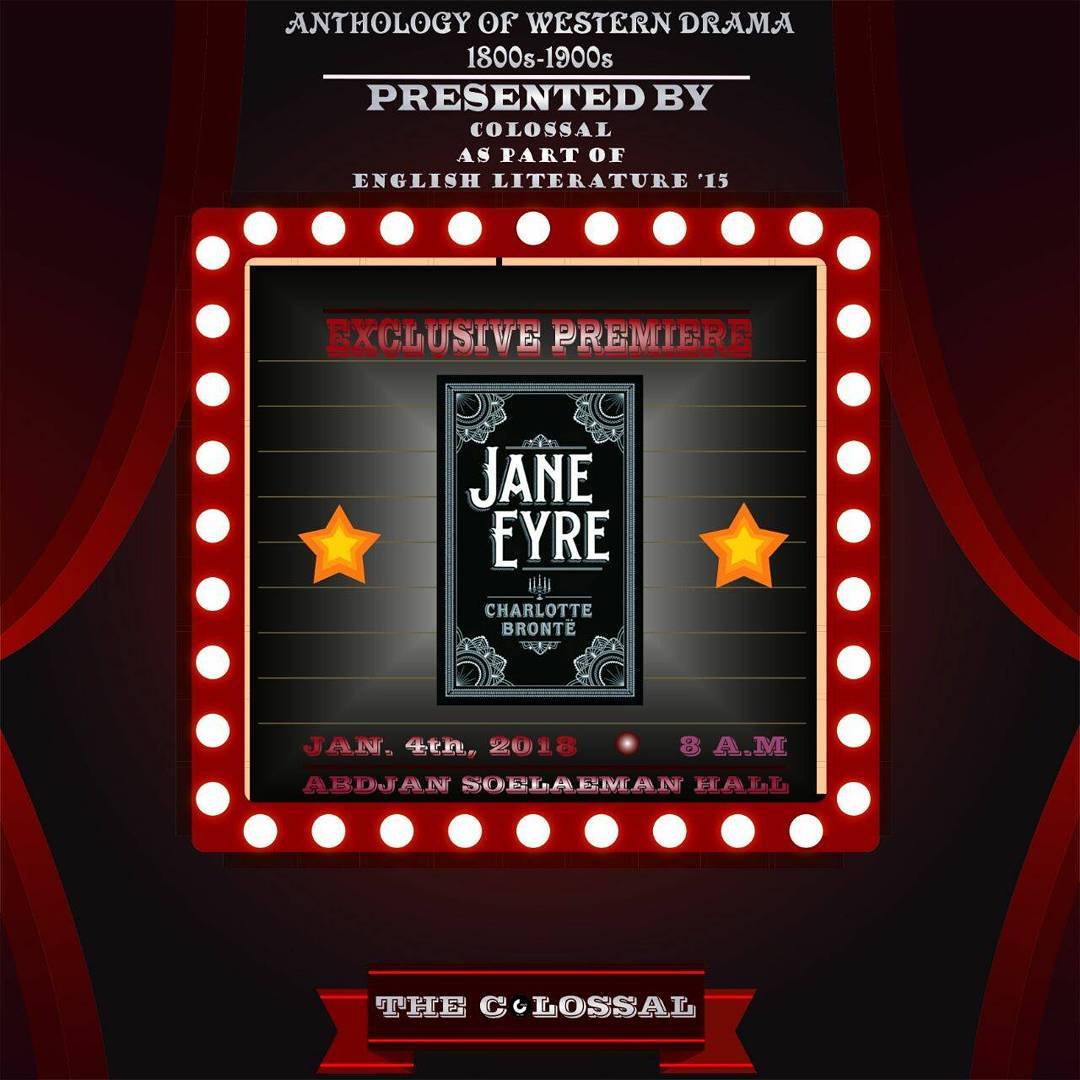 ANTHOLOGY OF WESTERN DRAMA
1800s-1900s
PRESENTED BY
COLOSSAL
AS PART OF
ENGLISH LITERATURE '15
EXCLUSIVE PREMIERE
JANE
EYRE
CHARLOTTE
BRONTË
JAN. 4th, 2018 • 8 A.M
ABDJAN SOELAEMAN HALL
THE COLOSSAL